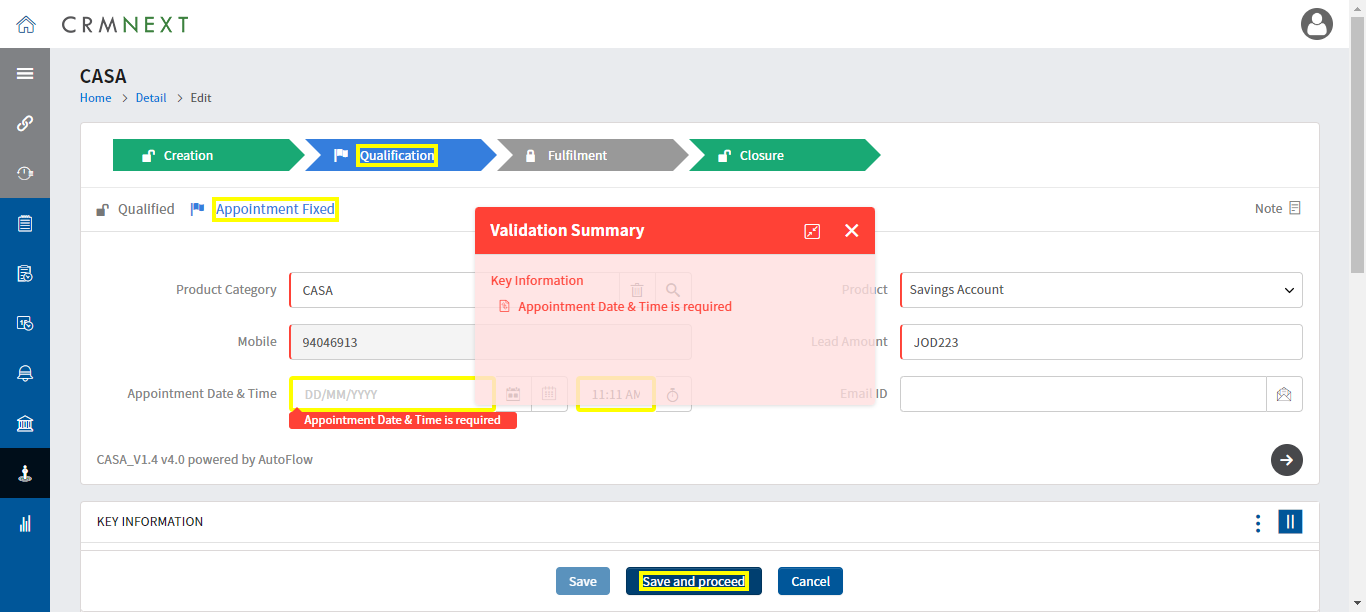 CRMNEXT
CASA
Home > Detail > Edit
Creation Qualification Fulfilment Closure
Qualified Appointment Fixed Note
Validation Summary
Key Information
Appointment Date & Time is required
Product Category CASA Product Savings Account
Mobile 94046913 Lead Amount JOD223
Appointment Date & Time DD/MM/YYYY 11:11 AM Email ID
Appointment Date & Time is required
CASA_V1.4 v4.0 powered by AutoFlow
KEY INFORMATION
Save Save and proceed Cancel